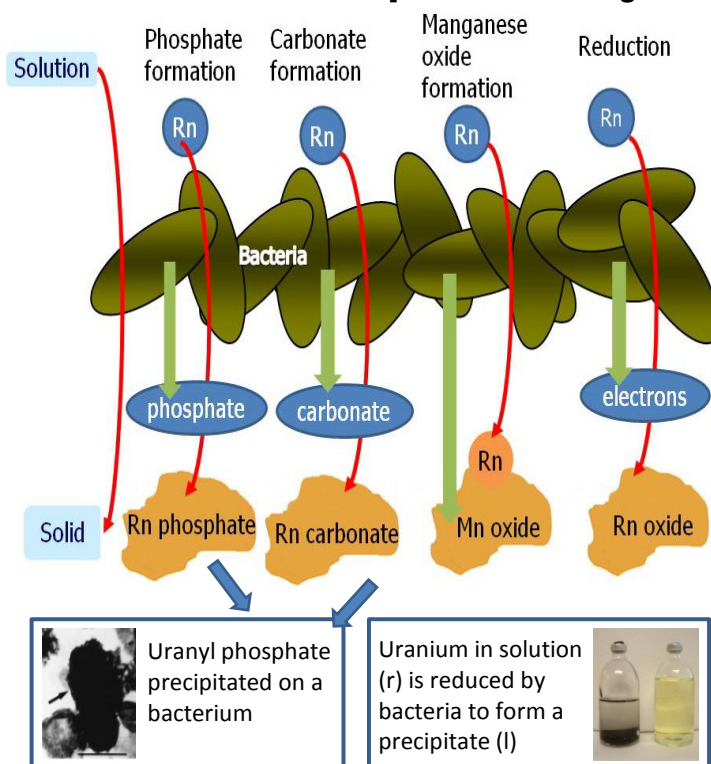 Solution
Phosphate
formation
Carbonate
formation
Manganese
oxide
formation
Reduction
Rn
Rn
Rn
Rn
Bacteria
phosphate
carbonate
electrons
Rn
Solid
Rn phosphate
Rn carbonate
Mn oxide
Rn oxide
Uranyl phosphate
precipitated on a
bacterium
Uranium in solution
(r) is reduced by
bacteria to form a
precipitate (l)